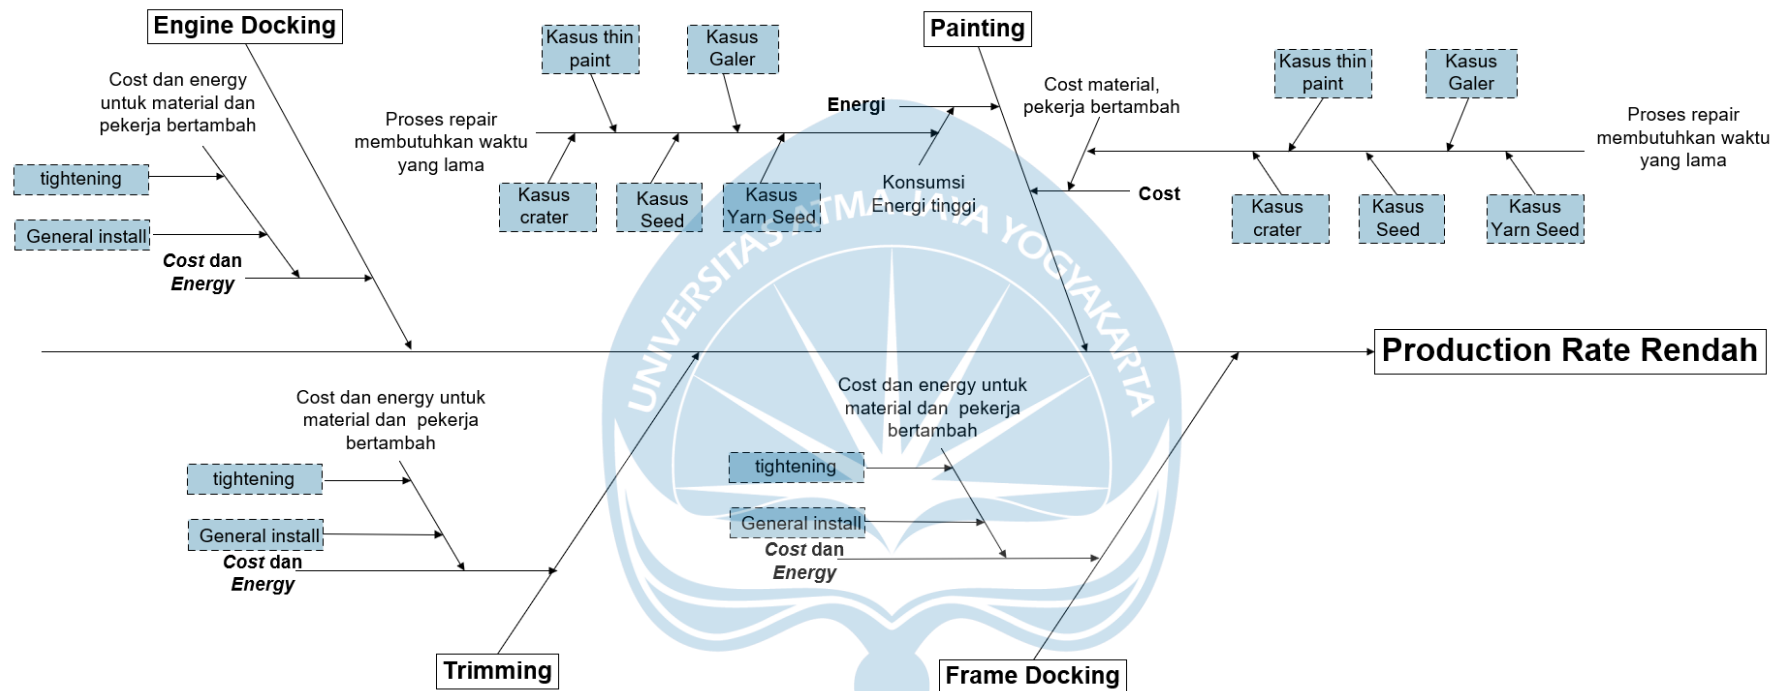 Engine Docking
Cost dan energy
untuk material dan
pekerja bertambah
tightening
General install
Cost dan
Energy
Kasus thin
paint
Kasus
Galer
Proses repair
membutuhkan waktu
yang lama
Kasus
crater
Kasus
Seed
Kasus
Yarn Seed
Painting
Energi
Konsumsi
Energi tinggi
Cost material,
pekerja bertambah
Cost
Kasus thin
paint
Kasus
Galer
Proses repair
membutuhkan waktu
yang lama
Kasus
crater
Kasus
Seed
Kasus
Yarn Seed
UNIVERSITAS ATMA JAYA YOGYAKARTA
Production Rate Rendah
Cost dan energy untuk
material dan  pekerja
bertambah
tightening
General install
Cost dan
Energy
Trimming
Cost dan energy untuk
material dan  pekerja
bertambah
tightening
General install
Cost dan
Energy
Frame Docking